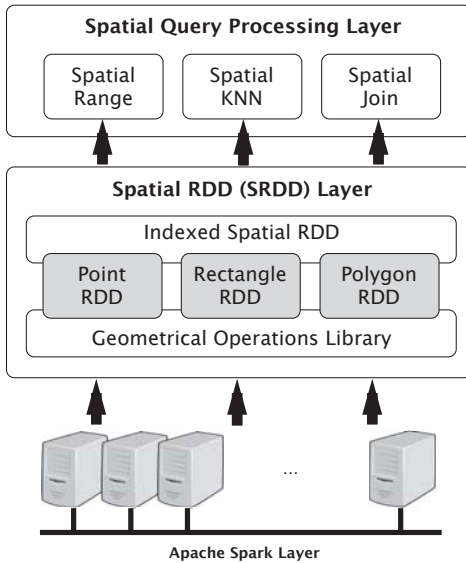 Spatial Query Processing Layer
Spatial
Range
Spatial
KNN
Spatial
Join
Spatial RDD (SRDD) Layer
Indexed Spatial RDD
Point
RDD
Rectangle
RDD
Polygon
RDD
Geometrical Operations Library
...
Apache Spark Layer